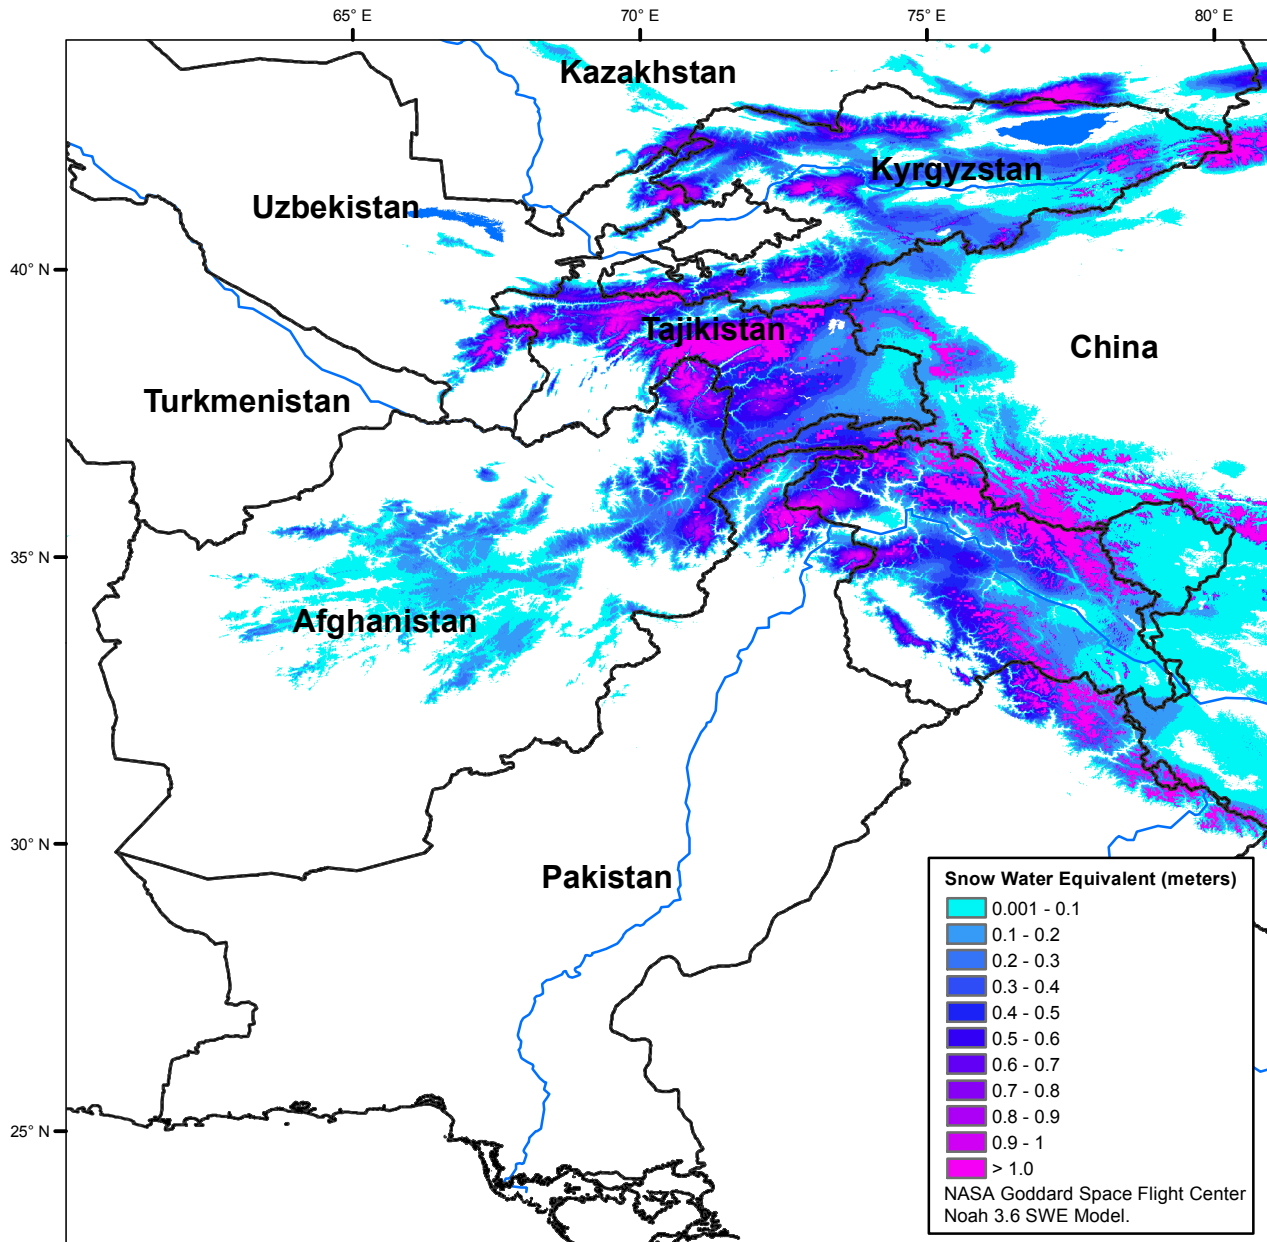 65° E
70° E
75° E
80° E
Kazakhstan
Kyrgyzstan
Uzbekistan
40° N
Tajikistan
China
Turkmenistan
35° N
Afghanistan
30° N
Pakistan
25° N
Snow Water Equivalent (meters)
0.001 - 0.1
0.1 - 0.2
0.2 - 0.3
0.3 - 0.4
0.4 - 0.5
0.5 - 0.6
0.6 - 0.7
0.7 - 0.8
0.8 - 0.9
0.9 - 1
> 1.0
NASA Goddard Space Flight Center
Noah 3.6 SWE Model.